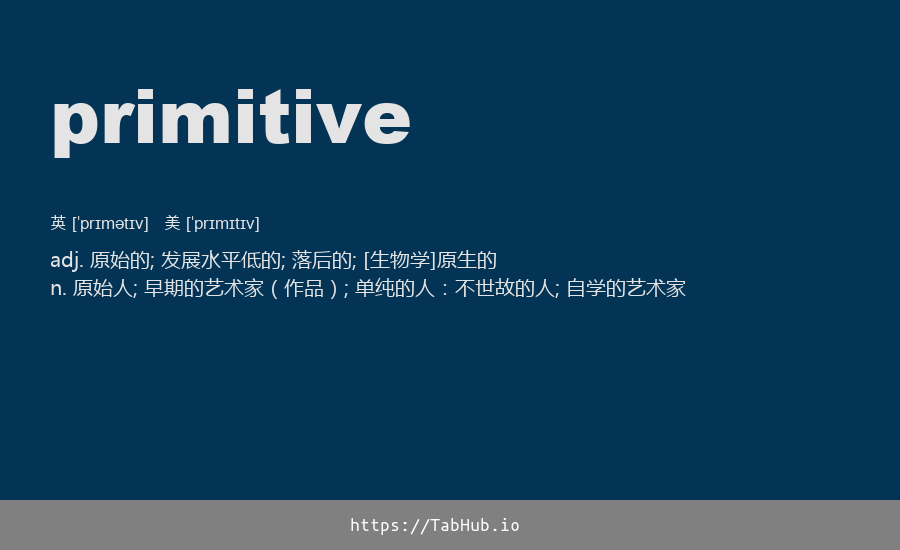 primitive
英 [ˈprɪmətɪv] 美 [ˈprɪmɪtɪv]
adj. 原始的; 发展水平低的; 落后的; [生物学]原生的
n. 原始人; 早期的艺术家（作品）; 单纯的人：不世故的人; 自学的艺术家
https://TabHub.io